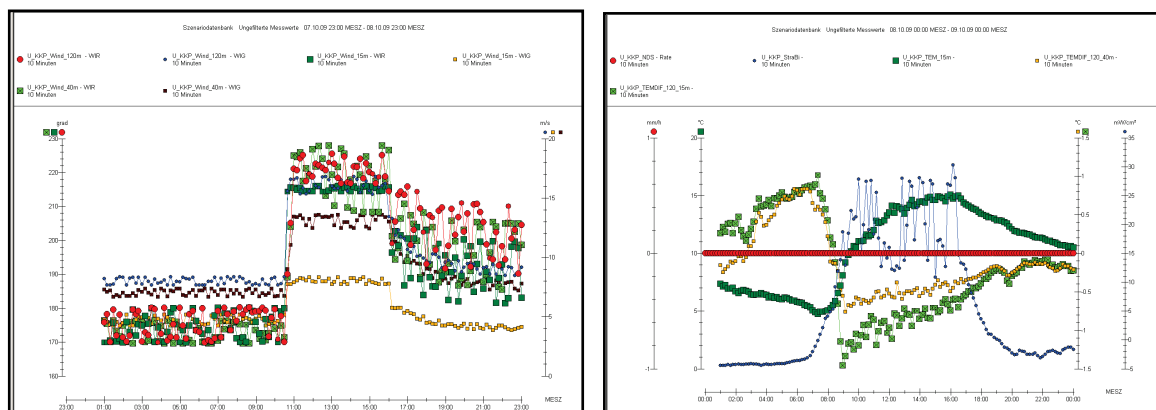 Szenariodatenbank Ungefilterte Messwerte 07.10.09 23:00 MESZ - 08.10.09 23:00 MESZ
U_KKP_Wind_120m - WIR
10 Minuten
U_KKP_Wind_120m - WIG
10 Minuten
U_KKP_Wind_15m - WIR
10 Minuten
U_KKP_Wind_15m - WIG
10 Minuten
U_KKP_Wind_40m - WIR
10 Minuten
U_KKP_Wind_40m - WIG
10 Minuten
grad
m/s
230
220
210
200
190
180
170
160
20
15
10
5
0
23:00 01:00 03:00 05:00 07:00 09:00 11:00 13:00 15:00 17:00 19:00 21:00 23:00
MESZ
Szenariodatenbank Ungefilterte Messwerte 08.10.09 00:00 MESZ - 09.10.09 00:00 MESZ
U_KKP_NDS - Rate
10 Minuten
U_KKP_StraBi -
10 Minuten
U_KKP_TEM_15m -
10 Minuten
U_KKP_TEMDIF_120_40m -
10 Minuten
U_KKP_TEMDIF_120_15m -
10 Minuten
mm/h
°C
°C
mW/cm²
1
0
-1
20
15
10
5
0
1.5
1
0.5
0
-0.5
-1
-1.5
35
30
25
20
15
10
5
0
-5
00:00 02:00 04:00 06:00 08:00 10:00 12:00 14:00 16:00 18:00 20:00 22:00 00:00
MESZ